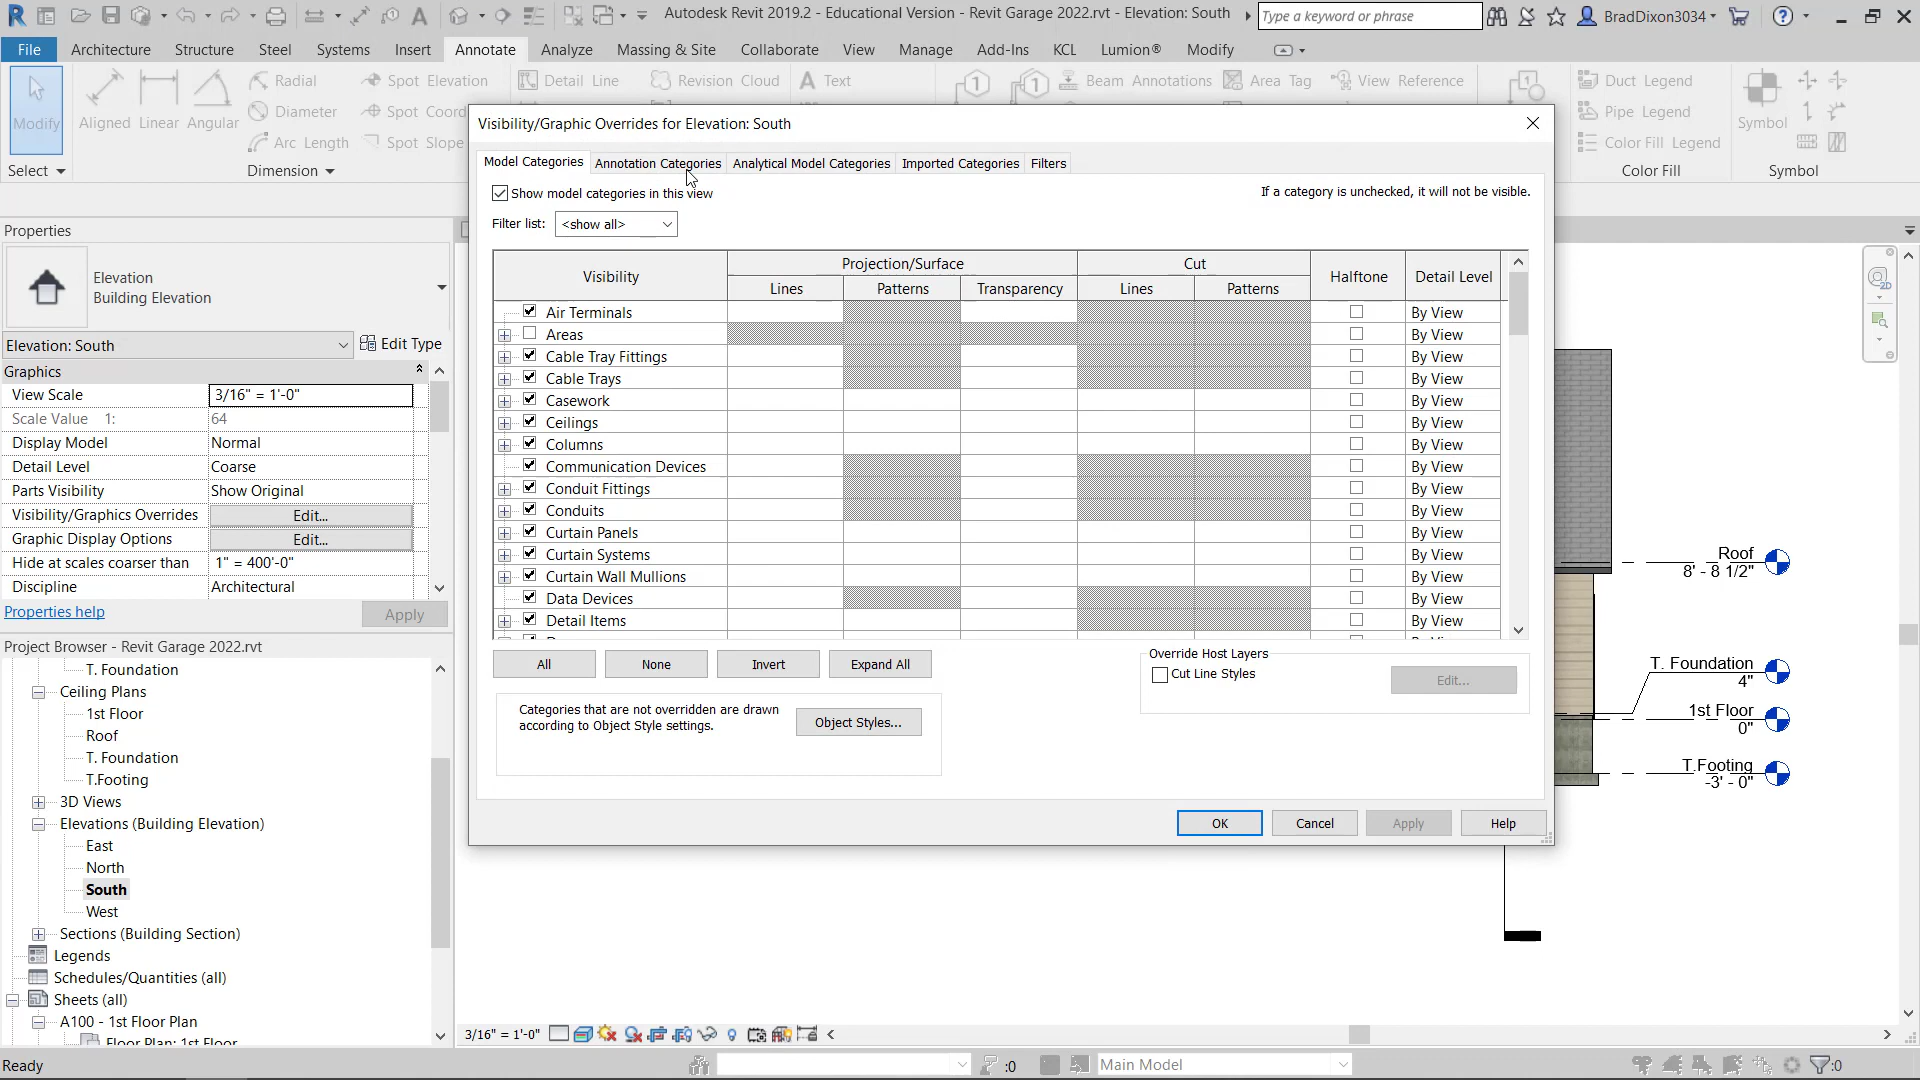 Autodesk Revit 2019.2 - Educational Version - Revit Garage 2022.rvt - Elevation: South
Type a keyword or phrase
BradDixon3034
File Architecture Structure Steel Systems Insert Annotate Analyze Massing & Site Collaborate View Manage Add-Ins KCL Lumion® Modify
Modify
Aligned Linear Angular
Radial
Diameter
Arc Length
Spot Elevation
Spot Coord
Spot Slope
Detail Line
Revision Cloud
A Text
Beam Annotations
Area Tag
View Reference
Duct Legend
Pipe Legend
Color Fill Legend
Symbol
Select
Dimension
Color Fill
Symbol
Properties
Elevation
Building Elevation
Elevation: South
Edit Type
Graphics
View Scale 3/16" = 1'-0"
Scale Value 1: 64
Display Model Normal
Detail Level Coarse
Parts Visibility Show Original
Visibility/Graphics Overrides Edit...
Graphic Display Options Edit...
Hide at scales coarser than 1" = 400'-0"
Discipline Architectural
Properties help
Apply
Project Browser - Revit Garage 2022.rvt
T. Foundation
Ceiling Plans
1st Floor
Roof
T. Foundation
T.Footing
3D Views
Elevations (Building Elevation)
East
North
South
West
Sections (Building Section)
Legends
Schedules/Quantities (all)
Sheets (all)
A100 - 1st Floor Plan
Floor Plan: 1st Floor
Visibility/Graphic Overrides for Elevation: South
Model Categories Annotation Categories Analytical Model Categories Imported Categories Filters
Show model categories in this view
If a category is unchecked, it will not be visible.
Filter list: <show all>
Visibility Projection/Surface Cut Halftone Detail Level
Lines Patterns Transparency Lines Patterns
Air Terminals By View
Areas By View
Cable Tray Fittings By View
Cable Trays By View
Casework By View
Ceilings By View
Columns By View
Communication Devices By View
Conduit Fittings By View
Conduits By View
Curtain Panels By View
Curtain Systems By View
Curtain Wall Mullions By View
Data Devices By View
Detail Items By View
All None Invert Expand All
Override Host Layers
Cut Line Styles
Edit...
Categories that are not overridden are drawn
according to Object Style settings.
Object Styles...
OK Cancel Apply Help
Roof
8' - 8 1/2"
T. Foundation
4"
1st Floor
0"
T.Footing
-3' - 0"
3/16" = 1'-0"
Ready
:0
Main Model
:0